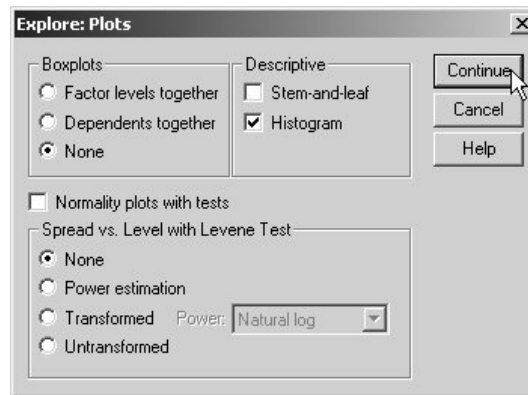 Explore: Plots
Boxplots
Factor levels together
Dependents together
None
Descriptive
Stem-and-leaf
Histogram
Continue
Cancel
Help
Normality plots with tests
Spread vs. Level with Levene Test
None
Power estimation
Transformed Power: Natural log
Untransformed